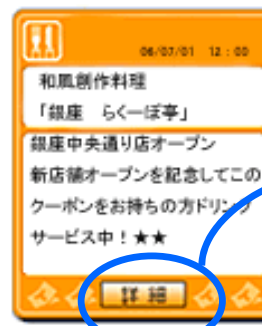 06/07/01 12:00
和風創作料理
「銀座 らくーぽ亭」
銀座中央通り店オープン
新店舗オープンを記念してこの
クーポンをお持ちの方ドリンク
サービス中！★★
詳細